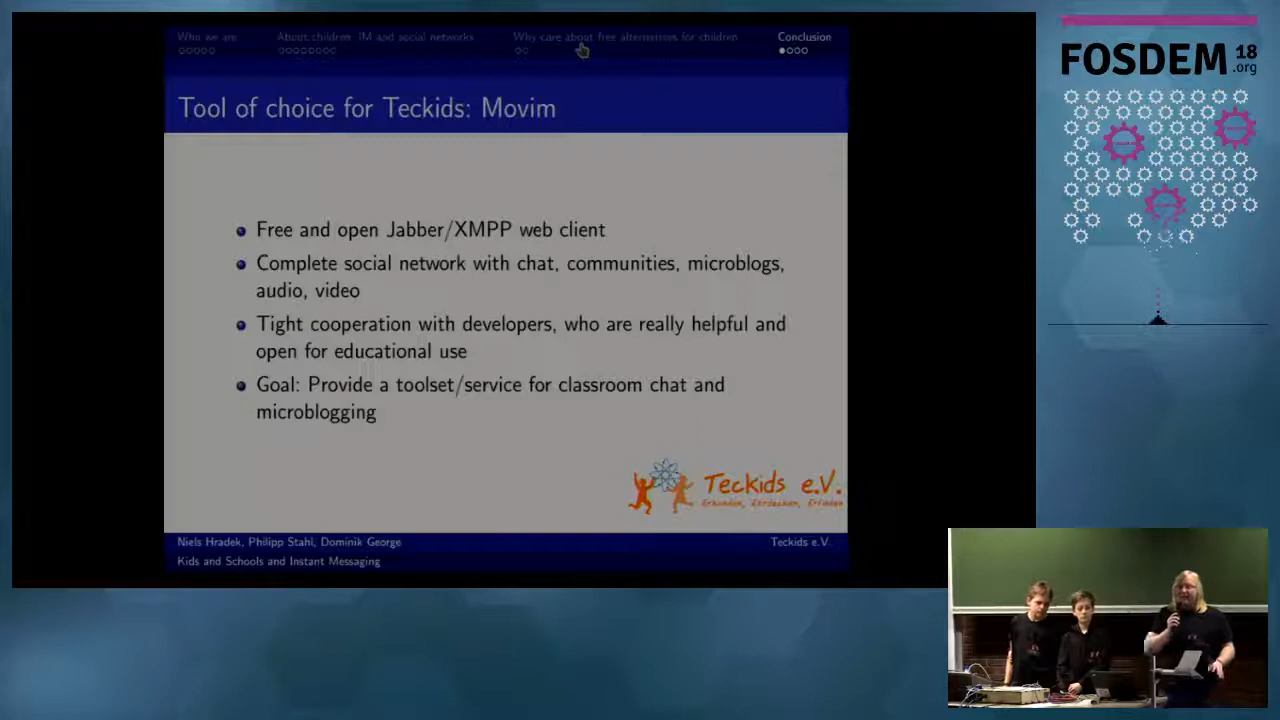 Who we are
About children, IM and social networks
Why care about free alternatives for children
Conclusion
Tool of choice for Teckids: Movim
Free and open Jabber/XMPP web client
Complete social network with chat, communities, microblogs,
audio, video
Tight cooperation with developers, who are really helpful and
open for educational use
Goal: Provide a toolset/service for classroom chat and
microblogging
Teckids e.V.
Erkunden, Entdecken, Erfinden
Niels Hradek, Philipp Stahl, Dominik George
Teckids e.V.
Kids and Schools and Instant Messaging
FOSDEM 18
.org